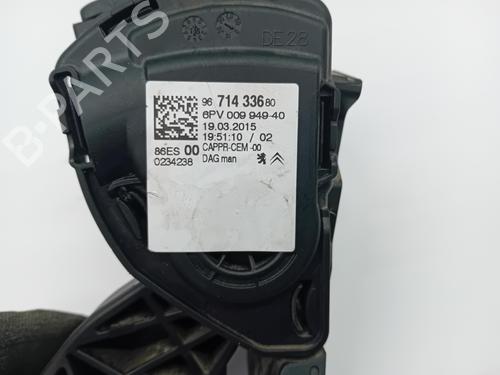 DE28
96 714 336 80
6PV 009 949-40
19.03.2015
19:51:10 / 02
86ES 00 CAPPR-CEM-00
0234238 DAG man
B-PARTS